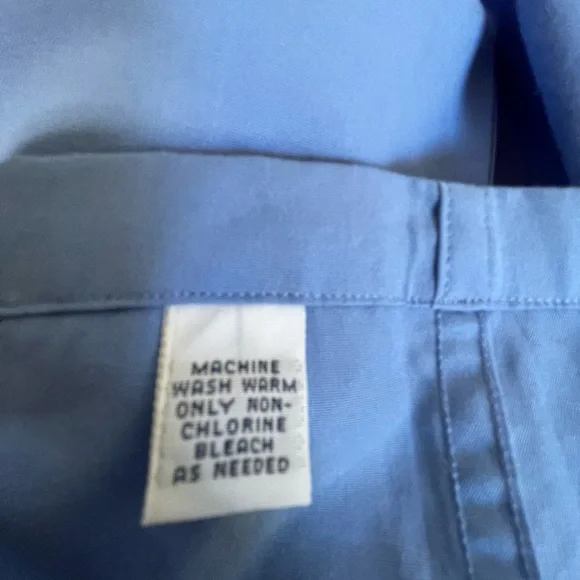 MACHINE
WASH WARM
ONLY NON-
CHLORINE
BLEACH
AS NEEDED